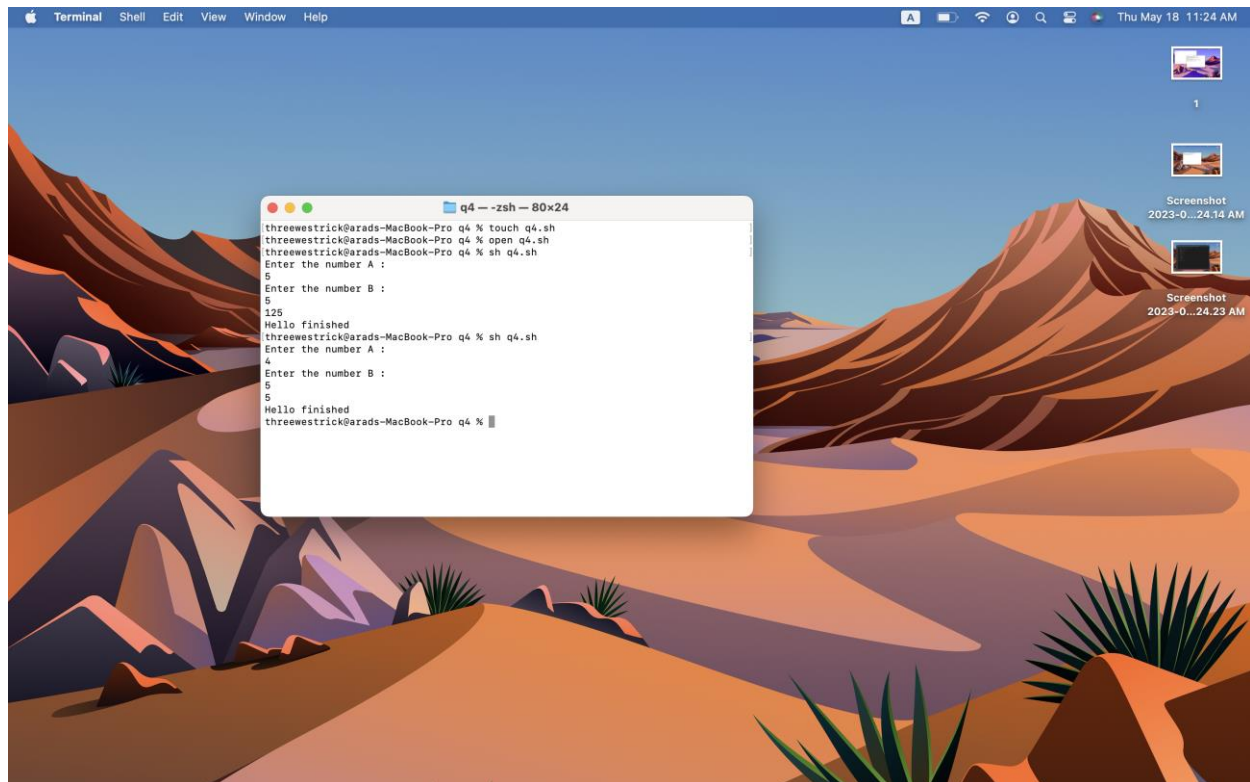 Terminal Shell Edit View Window Help
A Thu May 18 11:24 AM
1
Screenshot
2023-0...24.14 AM
Screenshot
2023-0...24.23 AM
q4 — -zsh — 80×24
[threewestrick@arads-MacBook-Pro q4 % touch q4.sh ]
[threewestrick@arads-MacBook-Pro q4 % open q4.sh ]
[threewestrick@arads-MacBook-Pro q4 % sh q4.sh ]
Enter the number A :
5
Enter the number B :
5
125
Hello finished
[threewestrick@arads-MacBook-Pro q4 % sh q4.sh ]
Enter the number A :
4
Enter the number B :
5
5
Hello finished
threewestrick@arads-MacBook-Pro q4 %